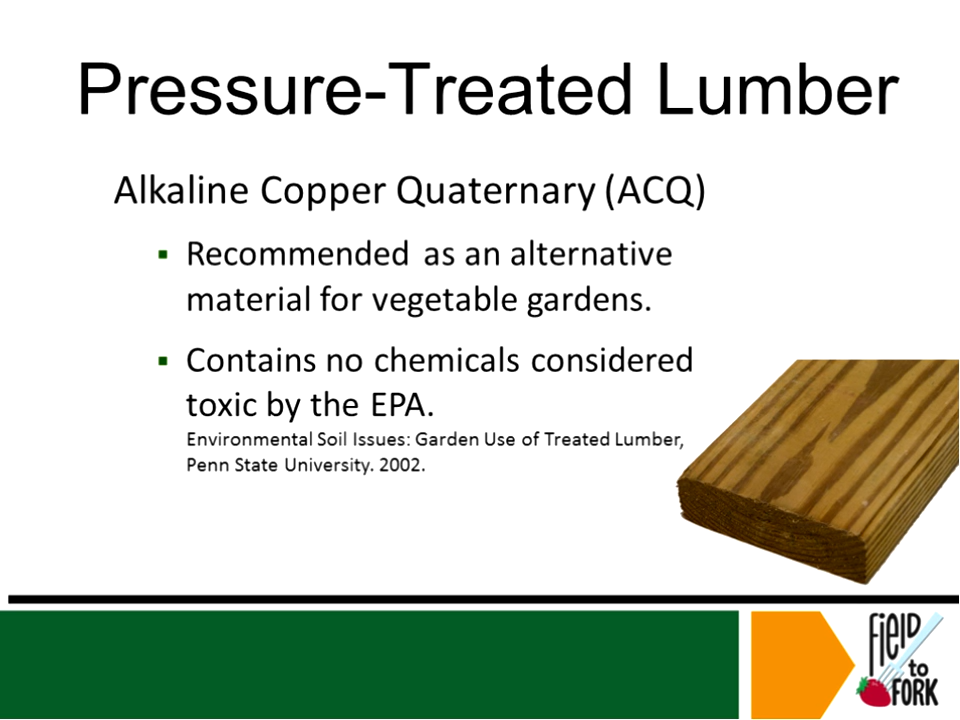 Pressure-Treated Lumber
Alkaline Copper Quaternary (ACQ)
▪ Recommended as an alternative
material for vegetable gardens.
▪ Contains no chemicals considered
toxic by the EPA.
Environmental Soil Issues: Garden Use of Treated Lumber,
Penn State University. 2002.
FiElD
to
FORK